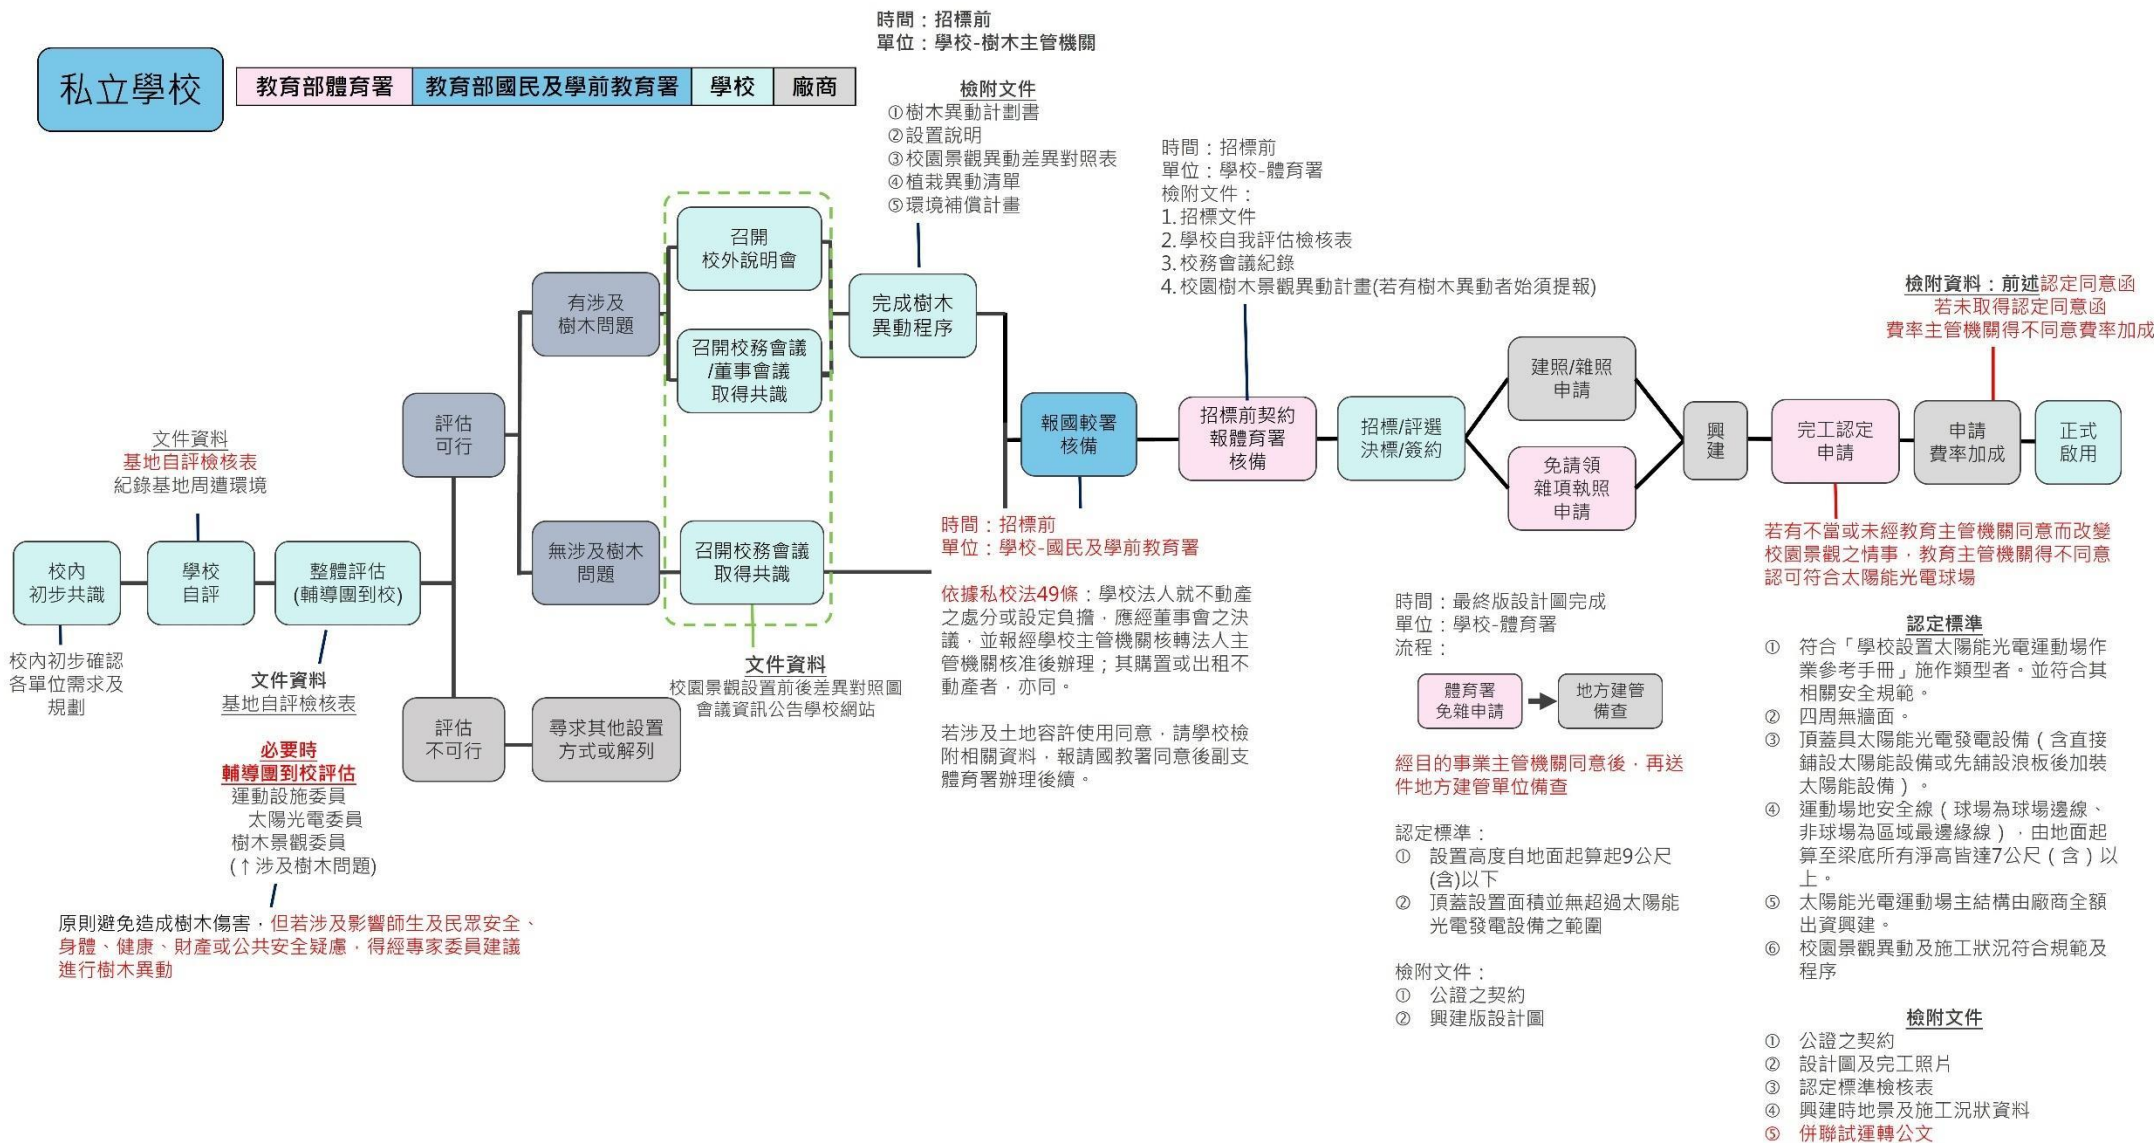 時間：招標前
單位：學校-樹木主管機關
私立學校
教育部體育署
教育部國民及學前教育署
學校
廠商
檢附文件
①樹木異動計劃書
②設置說明
③校園景觀異動差異對照表
④植栽異動清單
⑤環境補償計畫
時間：招標前
單位：學校-體育署
檢附文件：
1.招標文件
2.學校自我評估檢核表
3.校務會議紀錄
4.校園樹木景觀異動計畫(若有樹木異動者始須提報)
檢附資料：前述認定同意函
若未取得認定同意函
費率主管機關得不同意費率加成
文件資料
基地自評檢核表
紀錄基地周遭環境
校內
初步共識
學校
自評
整體評估
(輔導團到校)
評估
可行
有涉及
樹木問題
召開
校外說明會
召開校務會議
/董事會議
取得共識
完成樹木
異動程序
無涉及樹木
問題
召開校務會議
取得共識
報國較署
核備
招標前契約
報體育署
核備
招標/評選
決標/簽約
建照/雜照
申請
免請領
雜項執照
申請
興
建
完工認定
申請
申請
費率加成
正式
啟用
校內初步確認
各單位需求及
規劃
文件資料
基地自評檢核表
必要時
輔導團到校評估
運動設施委員
太陽光電委員
樹木景觀委員
(↑涉及樹木問題)
原則避免造成樹木傷害，但若涉及影響師生及民眾安全、
身體、健康、財產或公共安全疑慮，得經專家委員建議
進行樹木異動
評估
不可行
尋求其他設置
方式或解列
文件資料
校園景觀設置前後差異對照圖
會議資訊公告學校網站
時間：招標前
單位：學校-國民及學前教育署
依據私校法49條：學校法人就不動產
之處分或設定負擔，應經董事會之決
議，並報經學校主管機關核轉法人主
管機關核准後辦理；其購置或出租不
動產者，亦同。
若涉及土地容許使用同意，請學校檢
附相關資料，報請國教署同意後副支
體育署辦理後續。
時間：最終版設計圖完成
單位：學校-體育署
流程：
體育署
免雜申請
地方建管
備查
經目的事業主管機關同意後，再送
件地方建管單位備查
認定標準：
① 設置高度自地面起算起9公尺
(含)以下
② 頂蓋設置面積並無超過太陽能
光電發電設備之範圍
檢附文件：
① 公證之契約
② 興建版設計圖
若有不當或未經教育主管機關同意而改變
校園景觀之情事，教育主管機關得不同意
認可符合太陽能光電球場
認定標準
① 符合「學校設置太陽能光電運動場作
業參考手冊」施作類型者。並符合其
相關安全規範。
② 四周無牆面。
③ 頂蓋具太陽能光電發電設備（含直接
鋪設太陽能設備或先舖設浪板後加裝
太陽能設備）。
④ 運動場地安全線（球場為球場邊線、
非球場為區域最邊緣線），由地面起
算至梁底所有淨高皆達7公尺（含）以
上。
⑤ 太陽能光電運動場主結構由廠商全額
出資興建。
⑥ 校園景觀異動及施工狀況符合規範及
程序
檢附文件
① 公證之契約
② 設計圖及完工照片
③ 認定標準檢核表
④ 興建時地景及施工況狀資料
⑤ 併聯試運轉公文